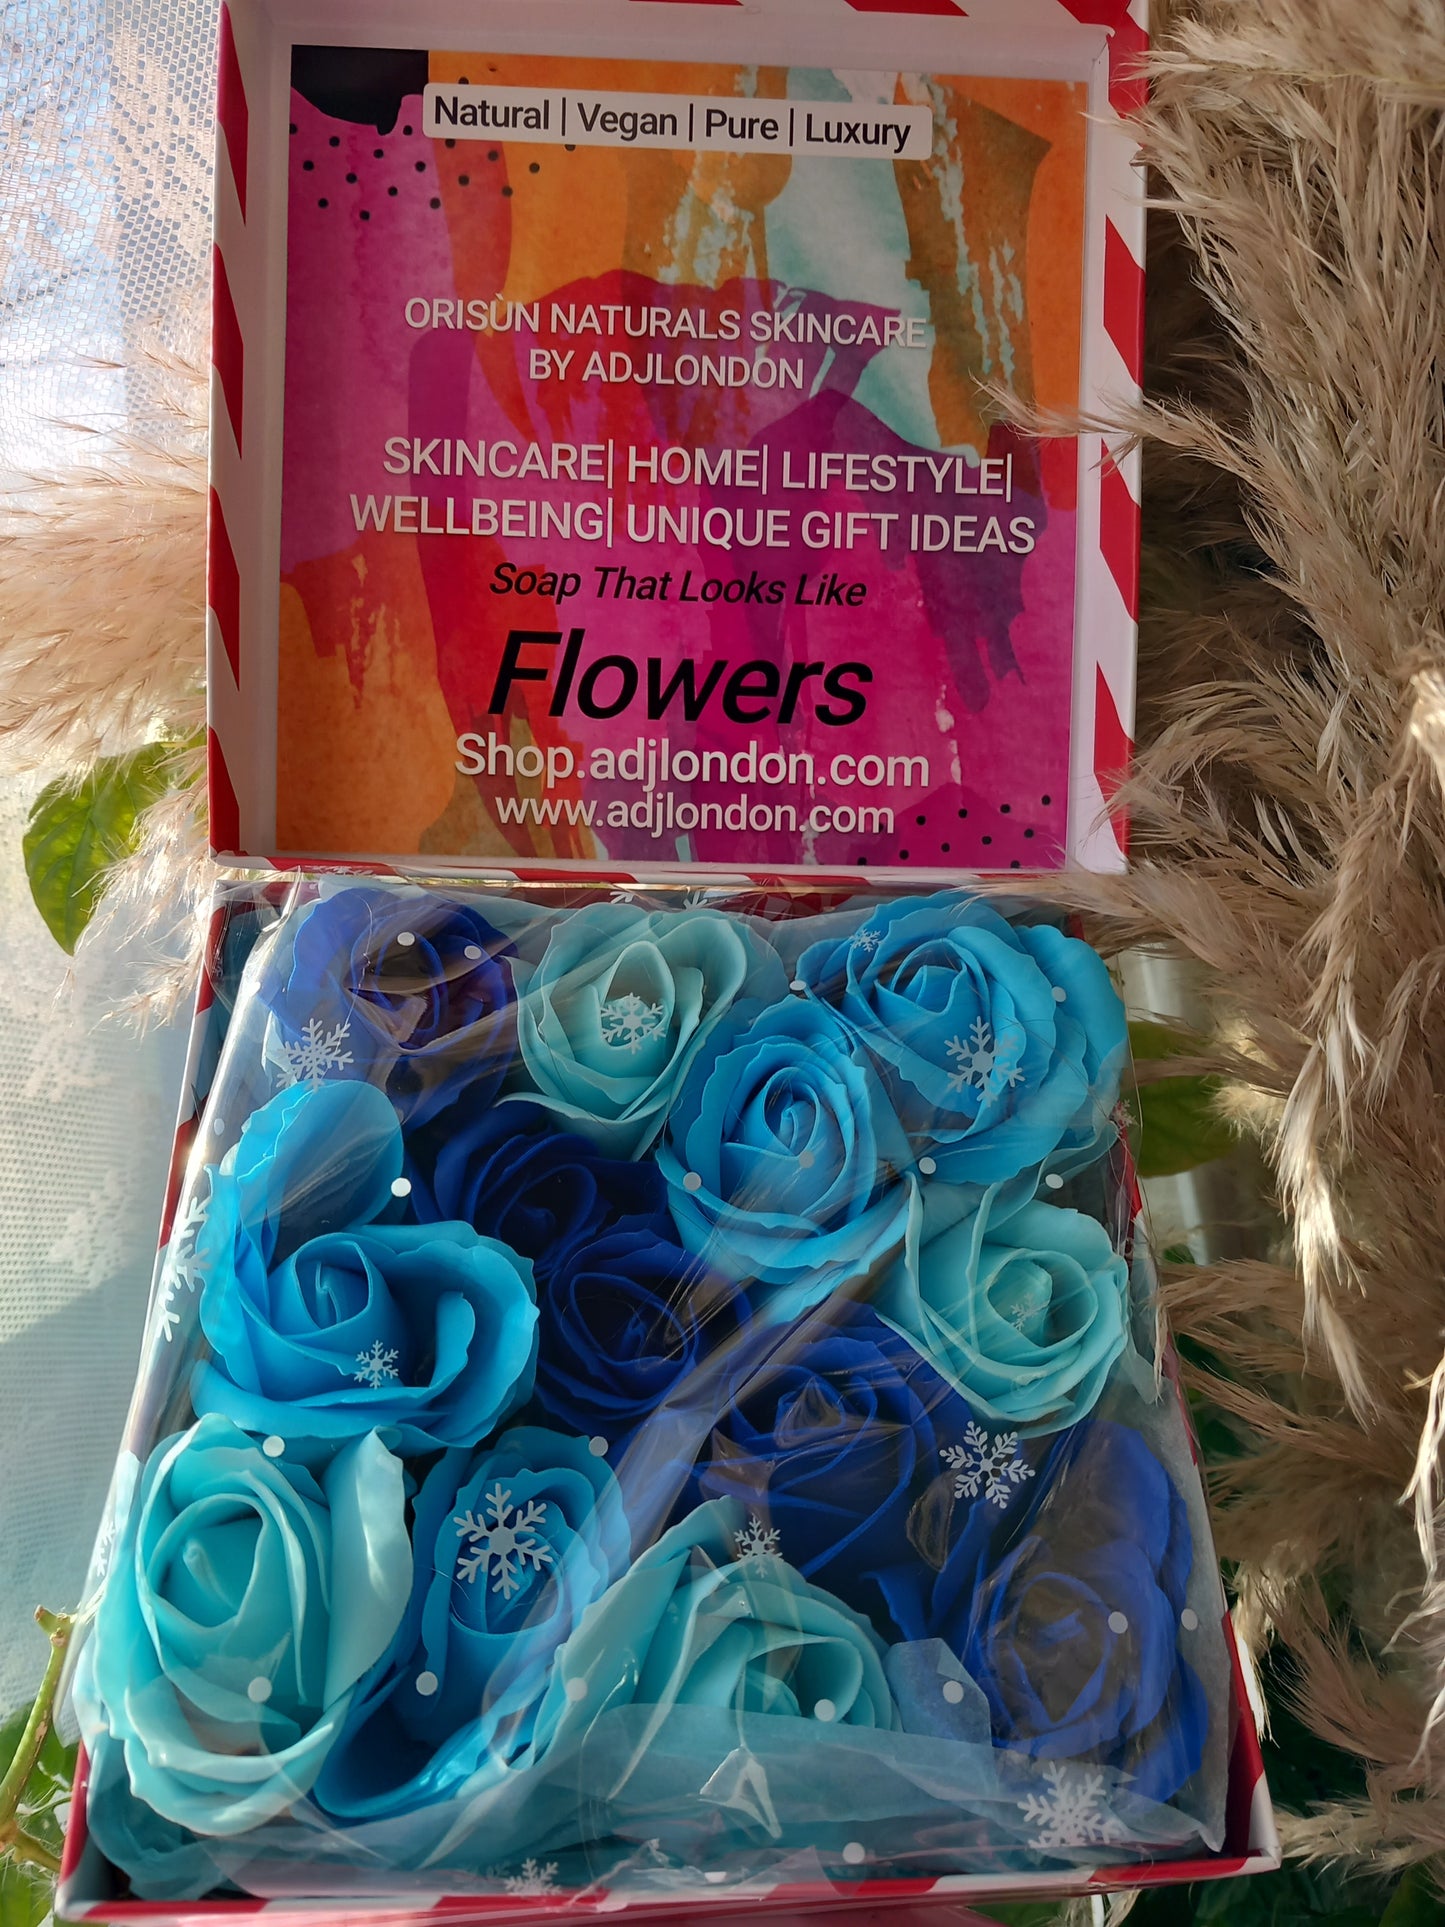 Natural | Vegan | Pure | Luxury
ORISÙN NATURALS SKINCARE
BY ADJLONDON
SKINCARE| HOME| LIFESTYLE|
WELLBEING| UNIQUE GIFT IDEAS
Soap That Looks Like
Flowers
Shop.adjlondon.com
www.adjlondon.com